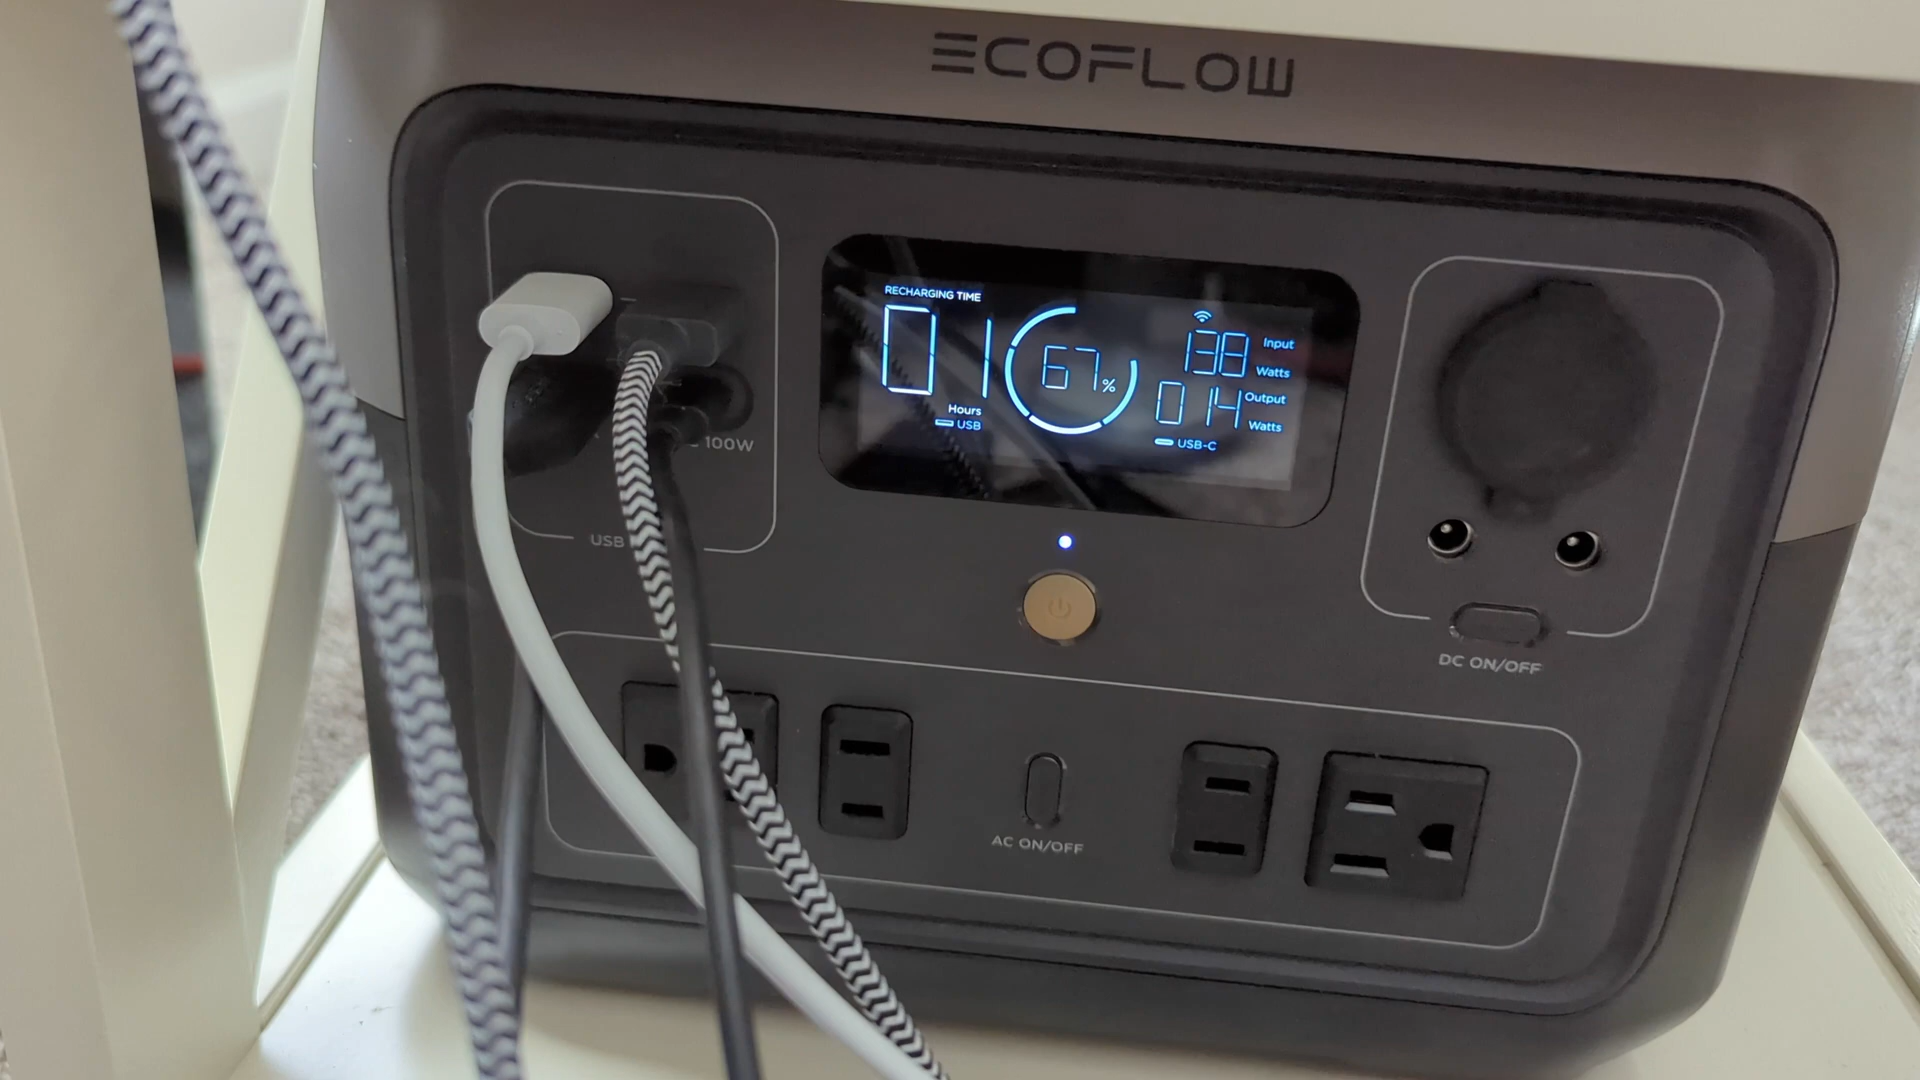 ECOFLOW
RECHARGING TIME
01
Hours
USB
67%
138 Input
Watts
014 Output
Watts
USB-C
100W
USB
DC ON/OFF
AC ON/OFF